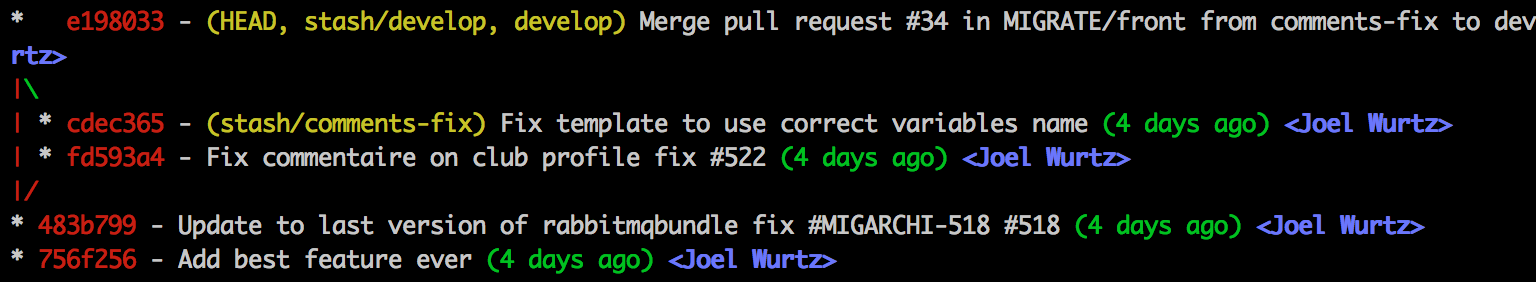 *   e198033 - (HEAD, stash/develop, develop) Merge pull request #34 in MIGRATE/front from comments-fix to dev
rtz>
|\
| * cdec365 - (stash/comments-fix) Fix template to use correct variables name (4 days ago) <Joel Wurtz>
| * fd593a4 - Fix commentaire on club profile fix #522 (4 days ago) <Joel Wurtz>
|/
* 483b799 - Update to last version of rabbitmqbundle fix #MIGARCHI-518 #518 (4 days ago) <Joel Wurtz>
* 756f256 - Add best feature ever (4 days ago) <Joel Wurtz>